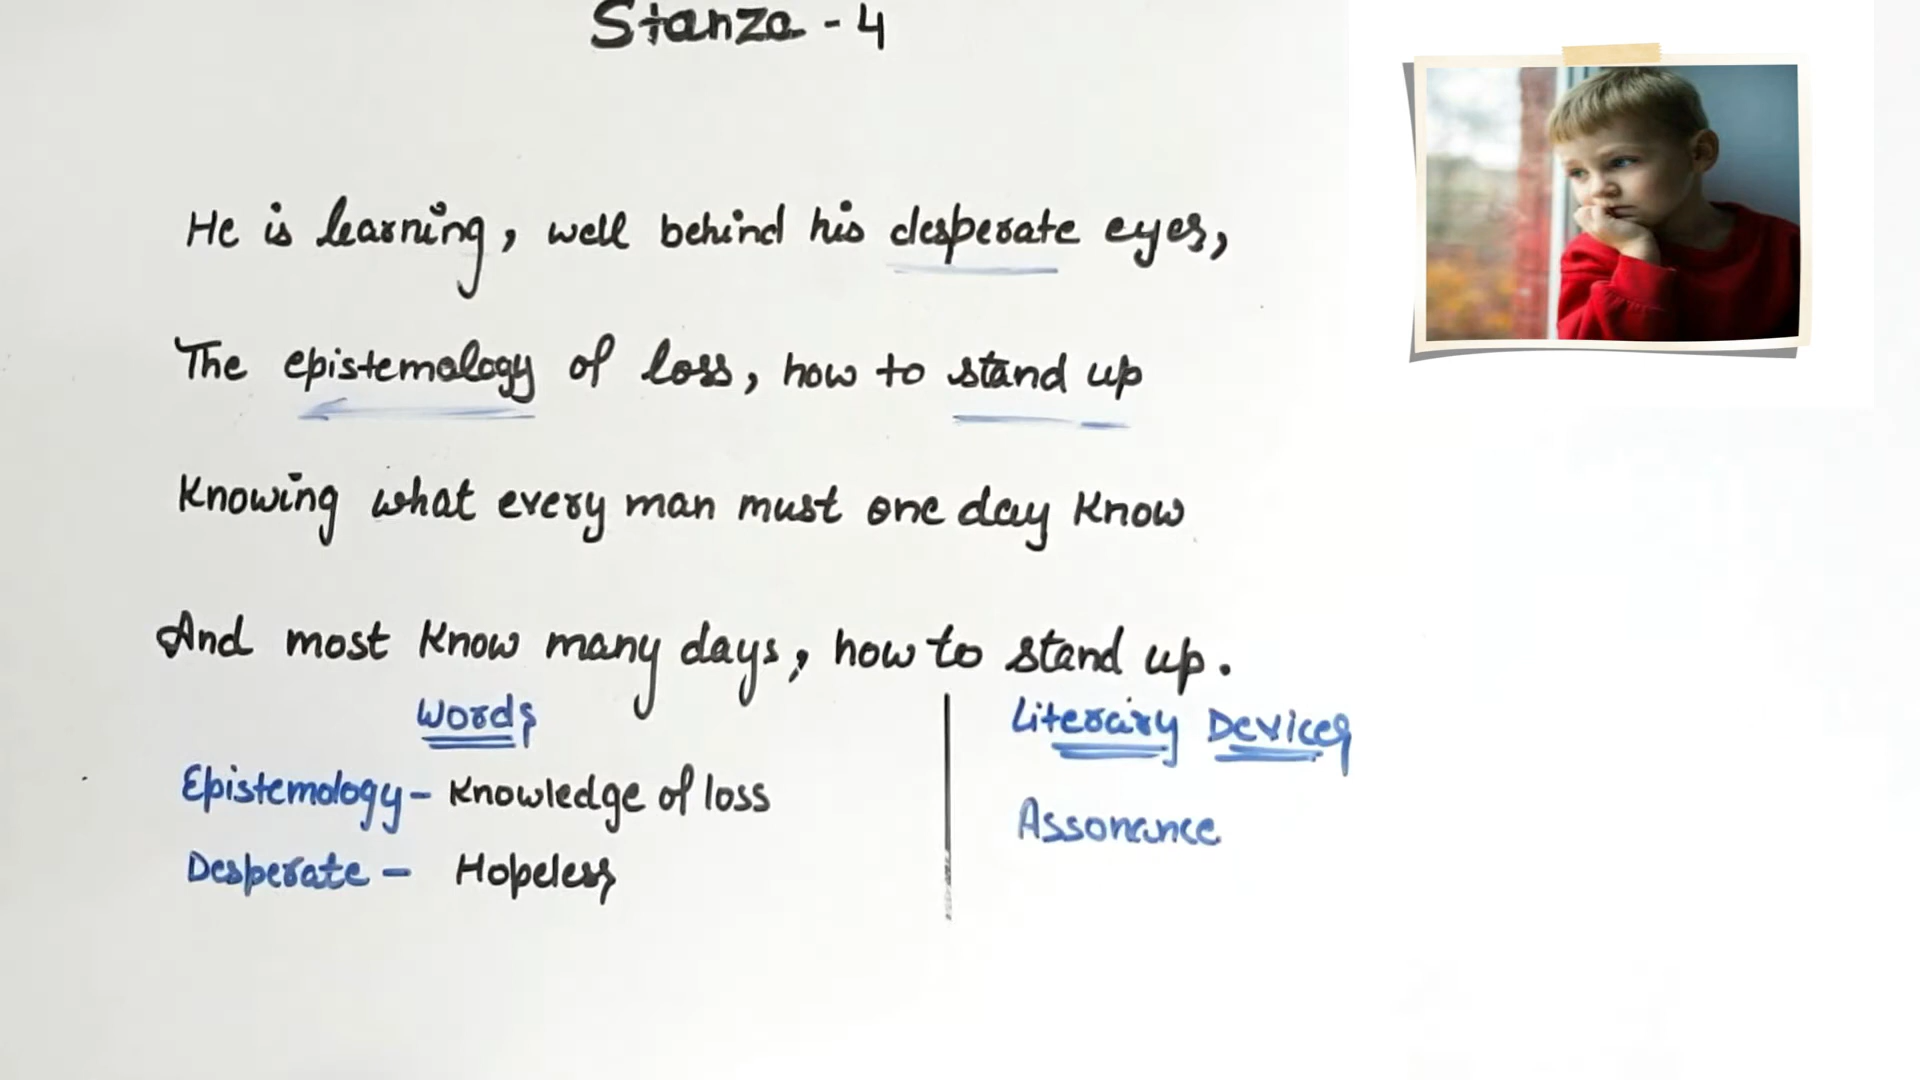 Stanza - 4
He is learning, well behind his desperate eyes,
The epistemology of loss, how to stand up
Knowing what every man must one day know
And most know many days, how to stand up.
Words
Epistemology - Knowledge of loss
Desperate - Hopeless
Literary Devices
Assonance